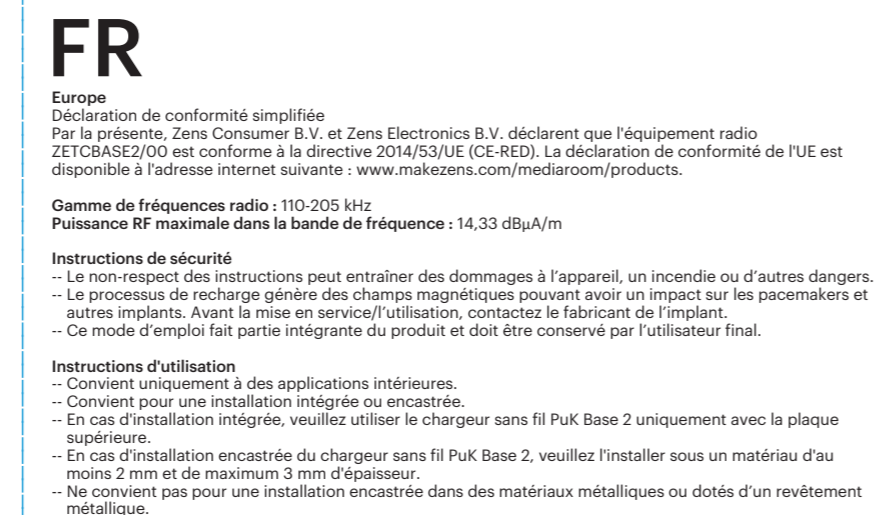 FR
Europe
Déclaration de conformité simplifiée
Par la présente, Zens Consumer B.V. et Zens Electronics B.V. déclarent que l'équipement radio
ZETCBASE2/00 est conforme à la directive 2014/53/UE (CE-RED). La déclaration de conformité de l'UE est
disponible à l'adresse internet suivante : www.makezens.com/mediaroom/products.
Gamme de fréquences radio : 110-205 kHz
Puissance RF maximale dans la bande de fréquence : 14,33 dBµA/m
Instructions de sécurité
-- Le non-respect des instructions peut entraîner des dommages à l’appareil, un incendie ou d’autres dangers.
-- Le processus de recharge génère des champs magnétiques pouvant avoir un impact sur les pacemakers et
autres implants. Avant la mise en service/l’utilisation, contactez le fabricant de l’implant.
-- Ce mode d’emploi fait partie intégrante du produit et doit être conservé par l’utilisateur final.
Instructions d'utilisation
-- Convient uniquement à des applications intérieures.
-- Convient pour une installation intégrée ou encastrée.
-- En cas d'installation intégrée, veuillez utiliser le chargeur sans fil PuK Base 2 uniquement avec la plaque
supérieure.
-- En cas d'installation encastrée du chargeur sans fil PuK Base 2, veuillez l'installer sous un matériau d'au
moins 2 mm et de maximum 3 mm d'épaisseur.
-- Ne convient pas pour une installation encastrée dans des matériaux métalliques ou dotés d’un revêtement
métallique.